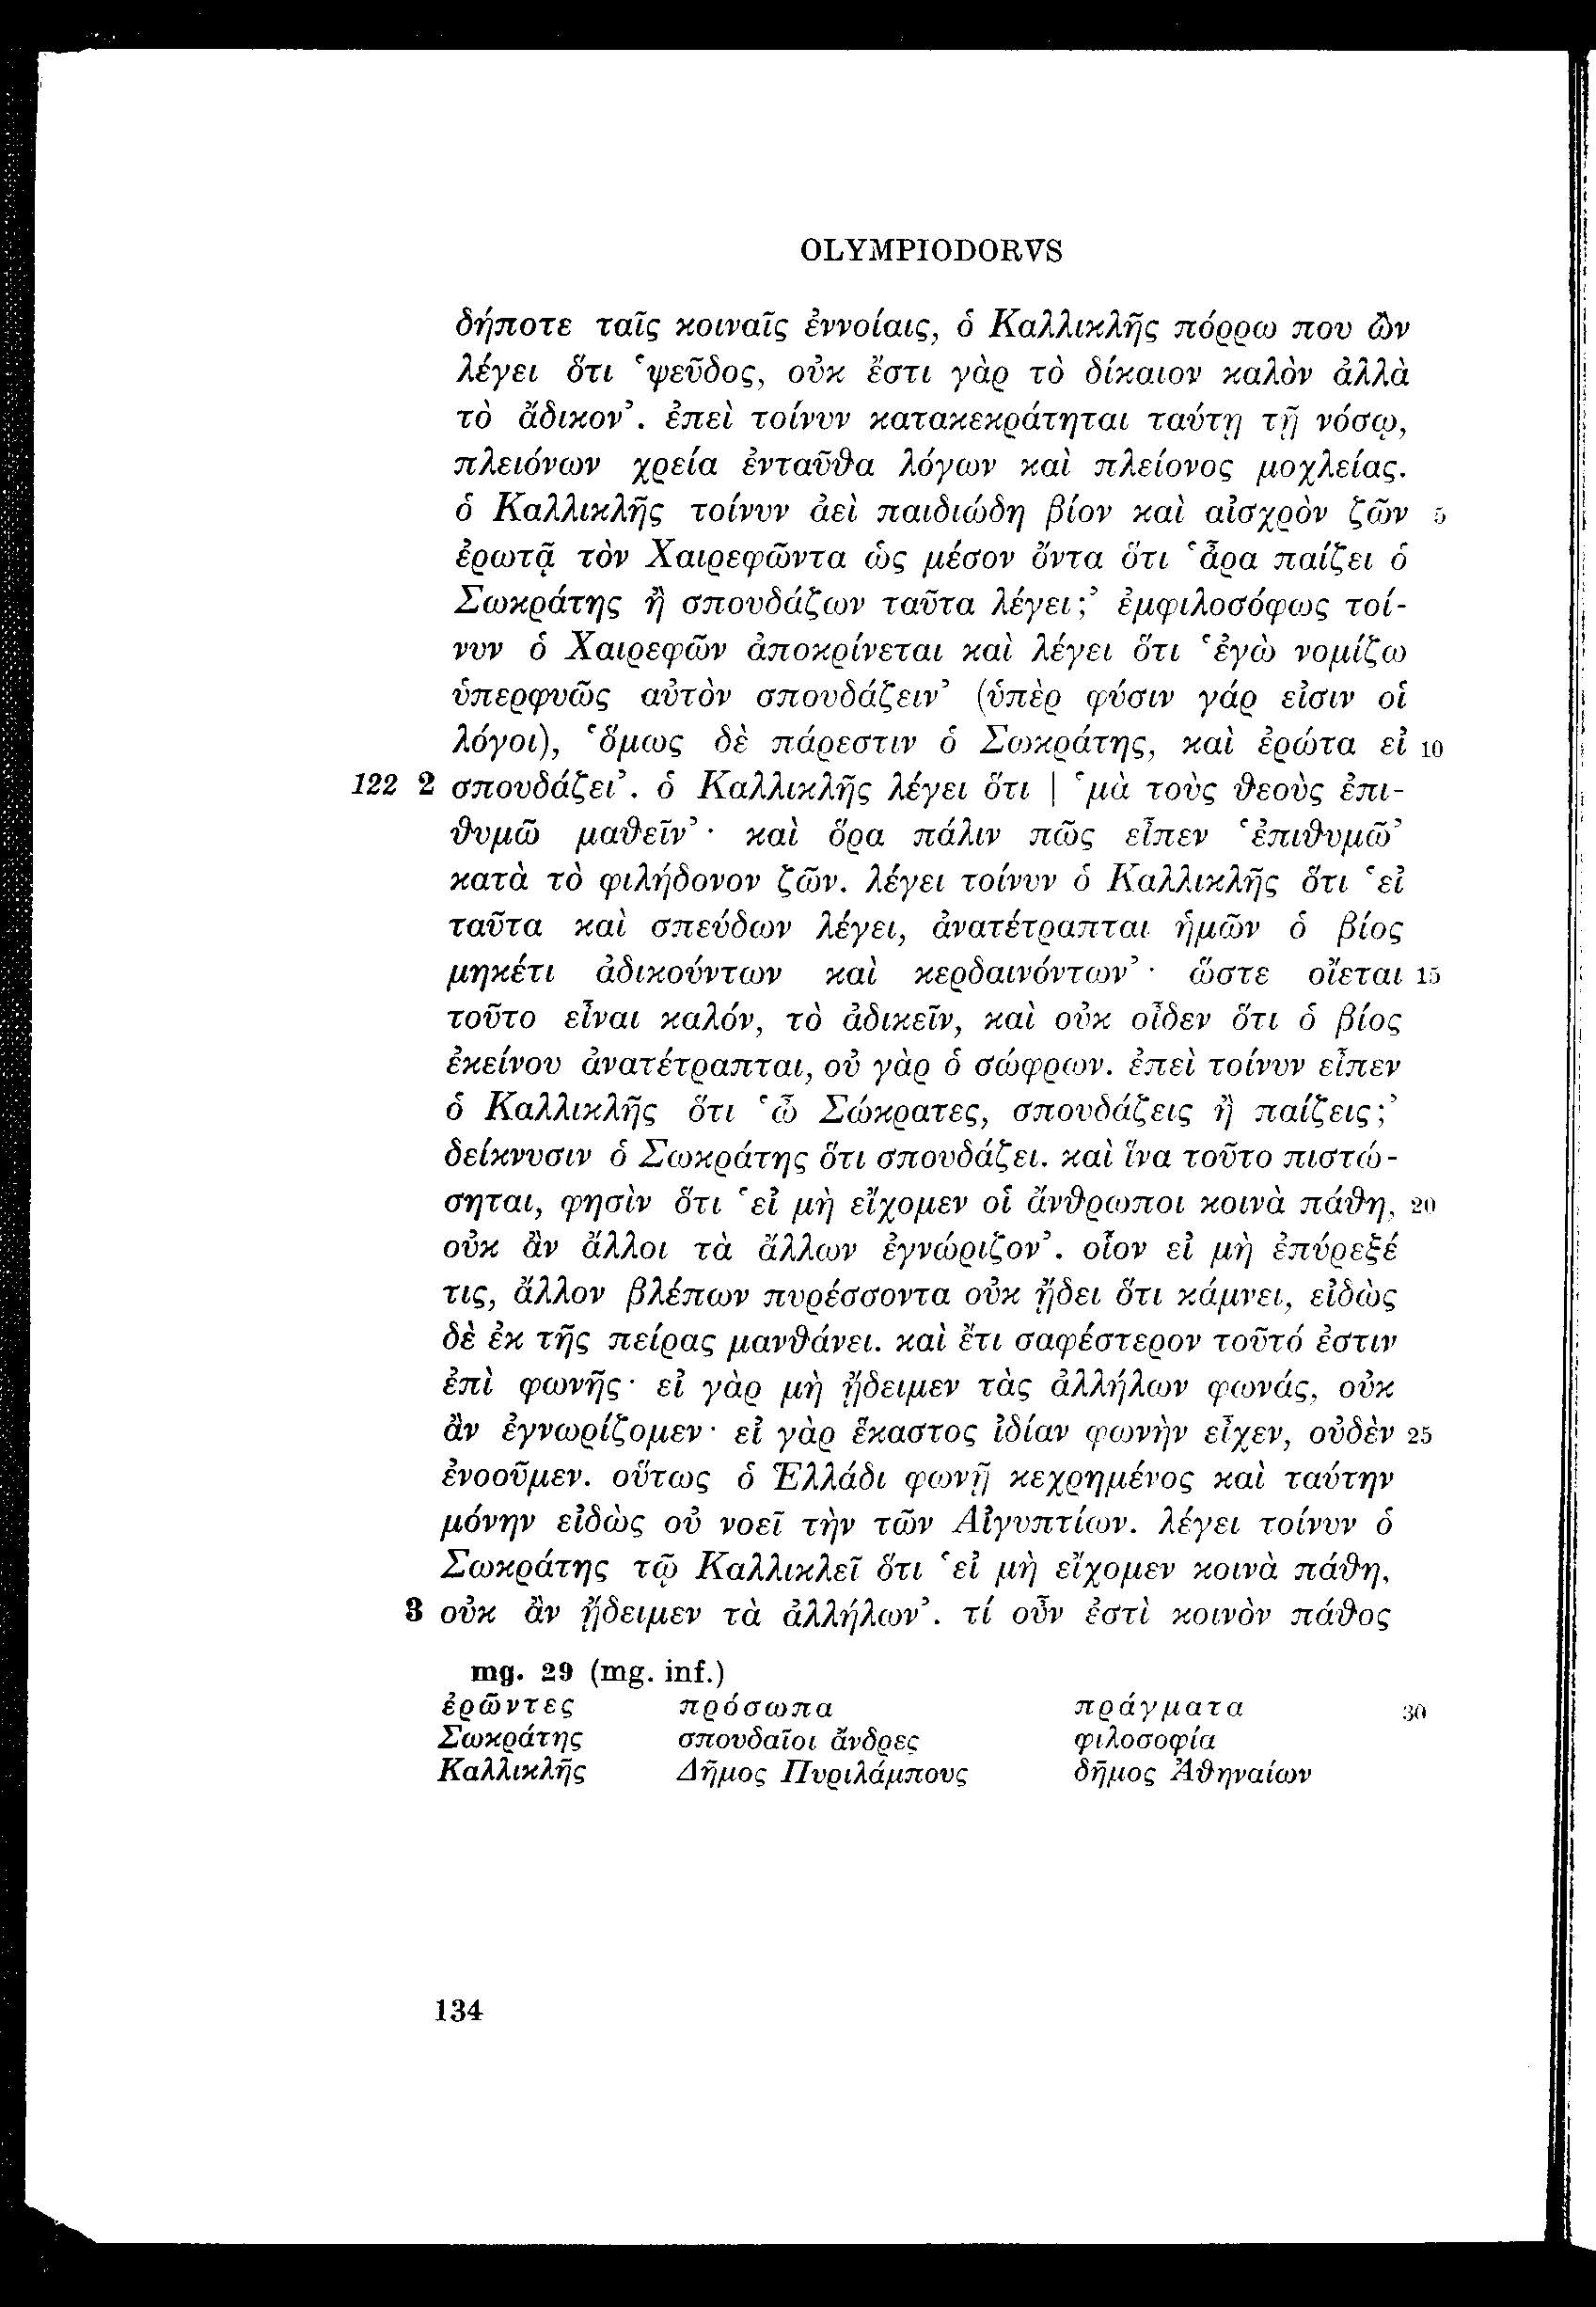 OLYMPIODORVS
δήποτε ταῖς κοιναῖς ἐννοίαις, ὁ Καλλικλῆς πόρρω που ὢν
λέγει ὅτι ‘ψεῦδος, οὐκ ἔστι γὰρ τὸ δίκαιον καλὸν ἀλλὰ
τὸ ἄδικον’. ἐπεὶ τοίνυν κατακεκράτηται ταύτῃ τῇ νόσῳ,
πλειόνων χρεία ἐνταῦθα λόγων καὶ πλείονος μοχλείας.
ὁ Καλλικλῆς τοίνυν ἀεὶ παιδιώδη βίον καὶ αἰσχρὸν ζῶν 5
ἐρωτᾷ τὸν Χαιρεφῶντα ὡς μέσον ὄντα ὅτι ‘ἆρα παίζει ὁ
Σωκράτης ἢ σπουδάζων ταῦτα λέγει;’ ἐμφιλοσόφως τοί-
νυν ὁ Χαιρεφῶν ἀποκρίνεται καὶ λέγει ὅτι ‘ἐγὼ νομίζω
ὑπερφυῶς αὐτὸν σπουδάζειν’ (ὑπὲρ φύσιν γάρ εἰσιν οἱ
λόγοι), ‘ὅμως δὲ πάρεστιν ὁ Σωκράτης, καὶ ἐρώτα εἰ 10
122 2 σπουδάζει’. ὁ Καλλικλῆς λέγει ὅτι | ‘μὰ τοὺς θεοὺς ἐπι-
θυμῶ μαθεῖν’· καὶ ὅρα πάλιν πῶς εἶπεν ‘ἐπιθυμῶ’
κατὰ τὸ φιλήδονον ζῶν. λέγει τοίνυν ὁ Καλλικλῆς ὅτι ‘εἰ
ταῦτα καὶ σπεύδων λέγει, ἀνατέτραπται ἡμῶν ὁ βίος
μηκέτι ἀδικούντων καὶ κερδαινόντων’· ὥστε οἴεται 15
τοῦτο εἶναι καλόν, τὸ ἀδικεῖν, καὶ οὐκ οἶδεν ὅτι ὁ βίος
ἐκείνου ἀνατέτραπται, οὐ γὰρ ὁ σώφρων. ἐπεὶ τοίνυν εἶπεν
ὁ Καλλικλῆς ὅτι ‘ὦ Σώκρατες, σπουδάζεις ἢ παίζεις;’
δείκνυσιν ὁ Σωκράτης ὅτι σπουδάζει. καὶ ἵνα τοῦτο πιστώ-
σηται, φησὶν ὅτι ‘εἰ μὴ εἴχομεν οἱ ἄνθρωποι κοινὰ πάθη, 20
οὐκ ἂν ἄλλοι τὰ ἄλλων ἐγνώριζον’. οἷον εἰ μὴ ἐπύρεξέ
τις, ἄλλον βλέπων πυρέσσοντα οὐκ ᾔδει ὅτι κάμνει, εἰδὼς
δὲ ἐκ τῆς πείρας μανθάνει. καὶ ἔτι σαφέστερον τοῦτό ἐστιν
ἐπὶ φωνῆς· εἰ γὰρ μὴ ᾔδειμεν τὰς ἀλλήλων φωνάς, οὐκ
ἂν ἐγνωρίζομεν· εἰ γὰρ ἕκαστος ἰδίαν φωνὴν εἶχεν, οὐδὲν 25
ἐνοοῦμεν. οὕτως ὁ Ἑλλάδι φωνῇ κεχρημένος καὶ ταύτην
μόνην εἰδὼς οὐ νοεῖ τὴν τῶν Αἰγυπτίων. λέγει τοίνυν ὁ
Σωκράτης τῷ Καλλικλεῖ ὅτι ‘εἰ μὴ εἴχομεν κοινὰ πάθη,
3 οὐκ ἂν ᾔδειμεν τὰ ἀλλήλων’. τί οὖν ἐστὶ κοινὸν πάθος
mg. 29 (mg. inf.)
ἐρῶντες πρόσωπα πράγματα 30
Σωκράτης σπουδαῖοι ἄνδρες φιλοσοφία
Καλλικλῆς Δῆμος Πυριλάμπους δῆμος Ἀθηναίων
134